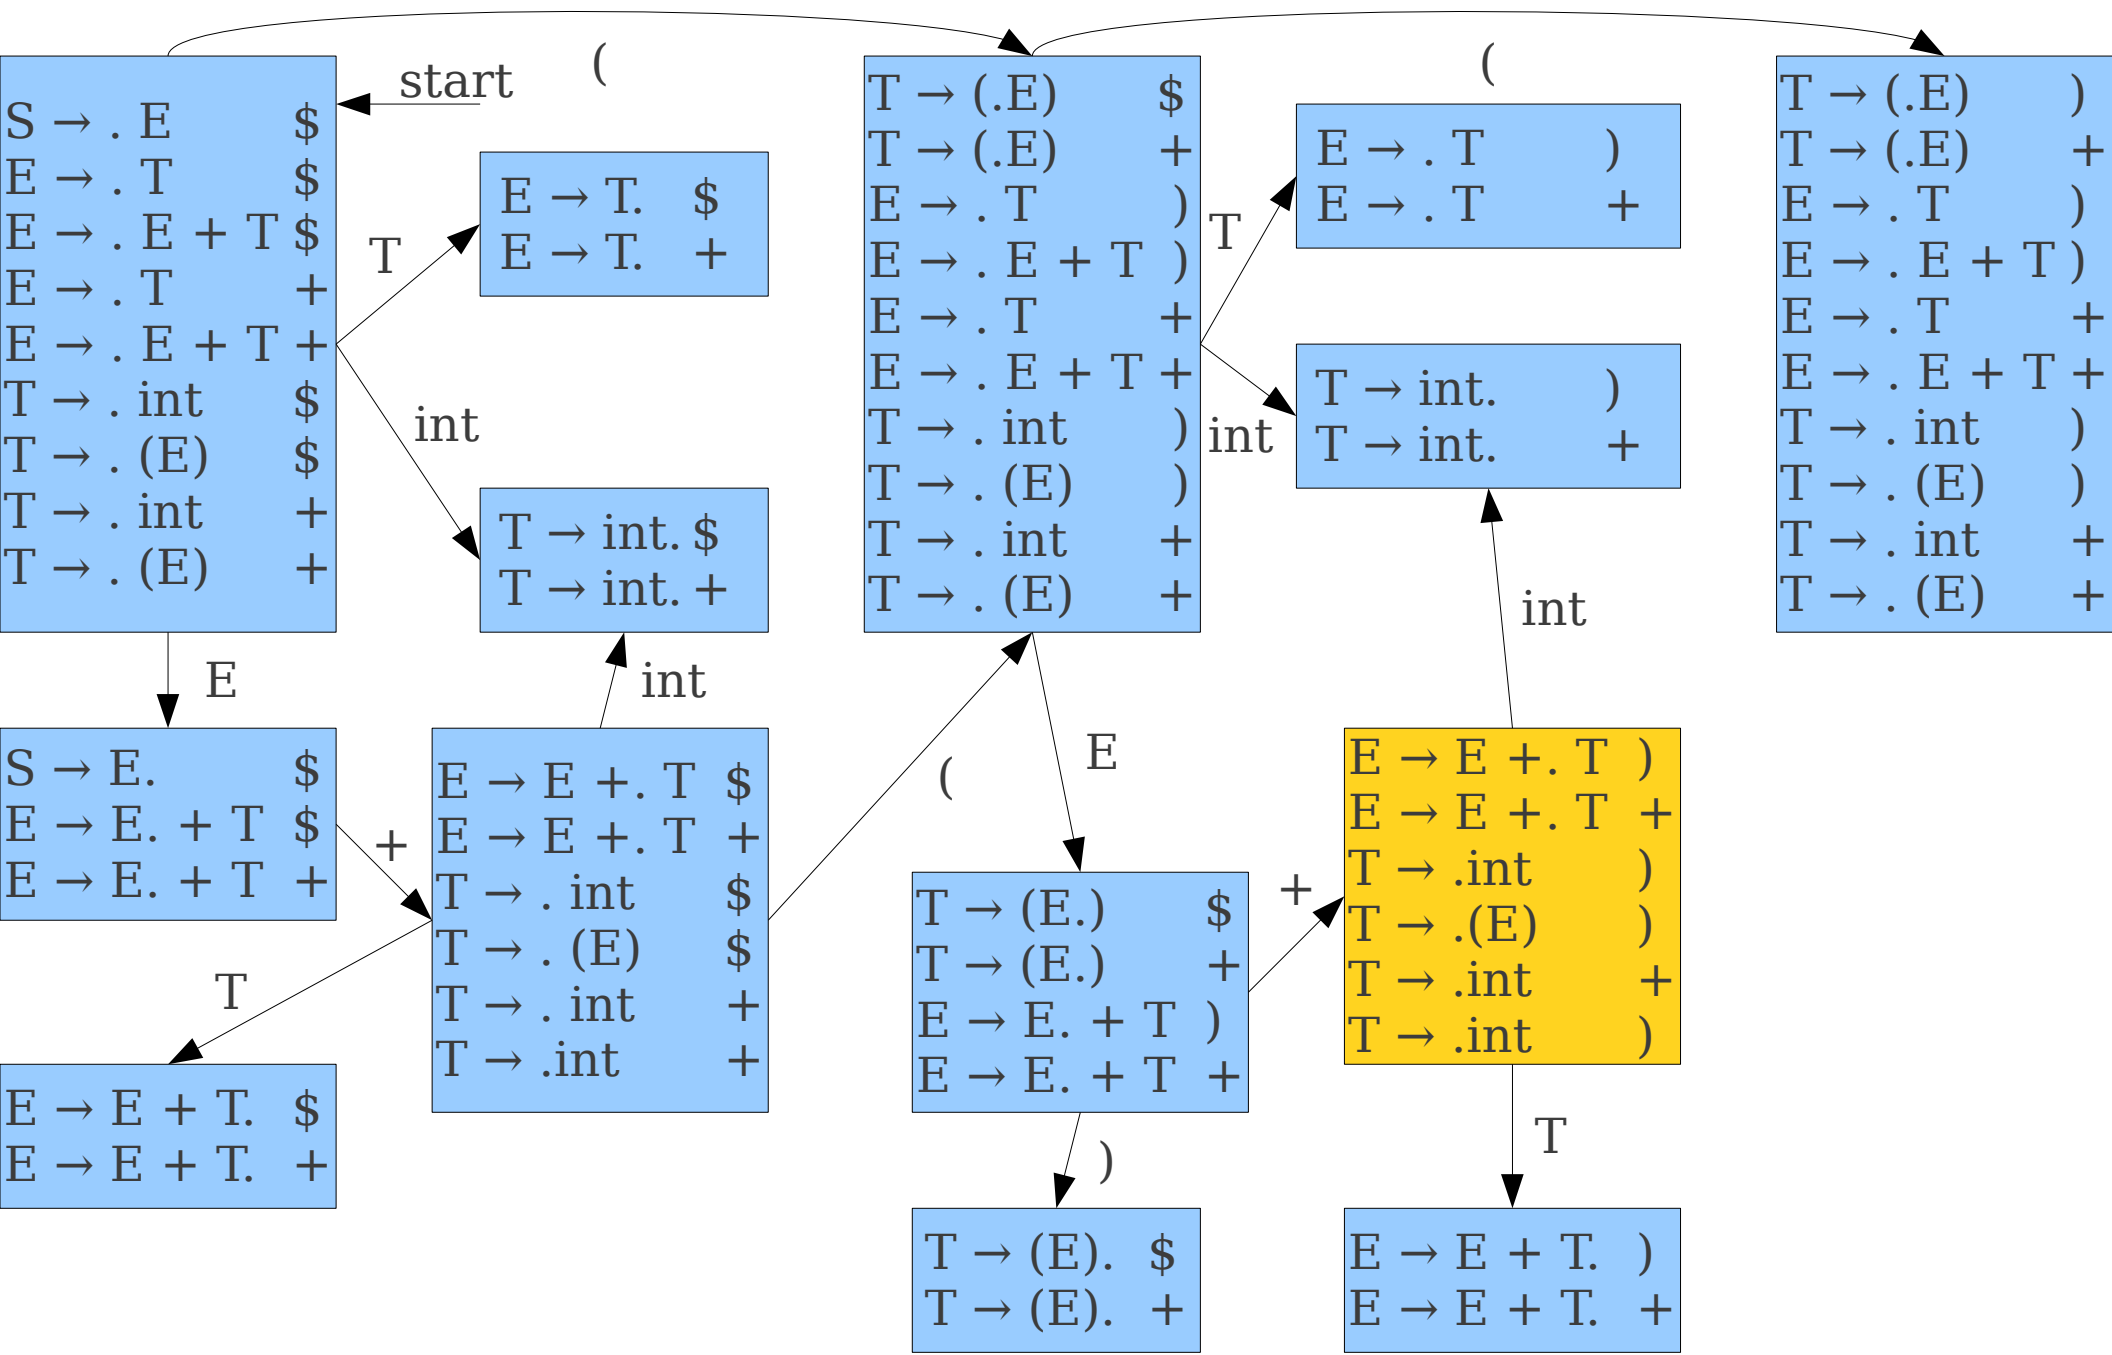 start
(
(
S → . E $
E → . T $
E → . E + T $
E → . T +
E → . E + T +
T → . int $
T → . (E) $
T → . int +
T → . (E) +
T
E → T. $
E → T. +
int
T → int. $
T → int. +
T → (.E) $
T → (.E) +
E → . T )
E → . E + T )
E → . T +
E → . E + T +
T → . int )
T → . (E) )
T → . int +
T → . (E) +
T
E → . T )
E → . T +
int
T → int. )
T → int. +
T → (.E) )
T → (.E) +
E → . T )
E → . E + T )
E → . T +
E → . E + T +
T → . int )
T → . (E) )
T → . int +
T → . (E) +
E
int
int
S → E. $
E → E. + T $
E → E. + T +
+
E → E +. T $
E → E +. T +
T → . int $
T → . (E) $
T → . int +
T → .int +
(
E
T
E → E + T. $
E → E + T. +
T → (E.) $
T → (E.) +
E → E. + T )
E → E. + T +
+
E → E +. T )
E → E +. T +
T → .int )
T → .(E) )
T → .int +
T → .int )
)
T
T → (E). $
T → (E). +
E → E + T. )
E → E + T. +